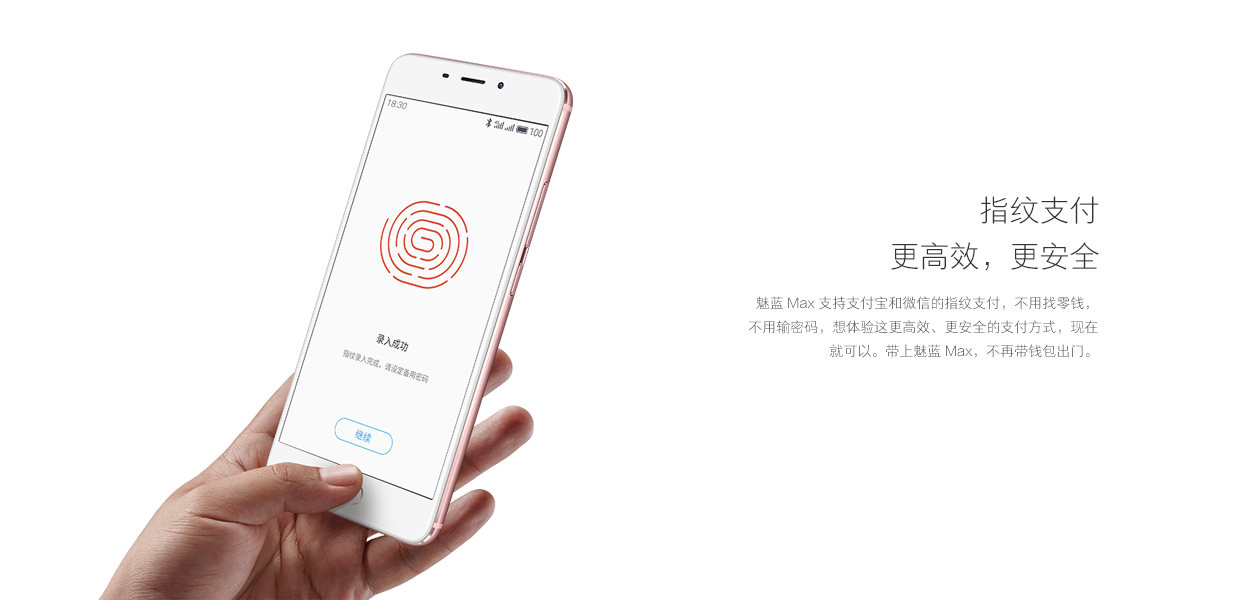 18:30
100
录入成功
指纹录入完成，请设定备用密码
继续
指纹支付
更高效，更安全
魅蓝 Max 支持支付宝和微信的指纹支付，不用找零钱，
不用输密码，想体验这更高效、更安全的支付方式，现在
就可以。带上魅蓝 Max，不再带钱包出门。